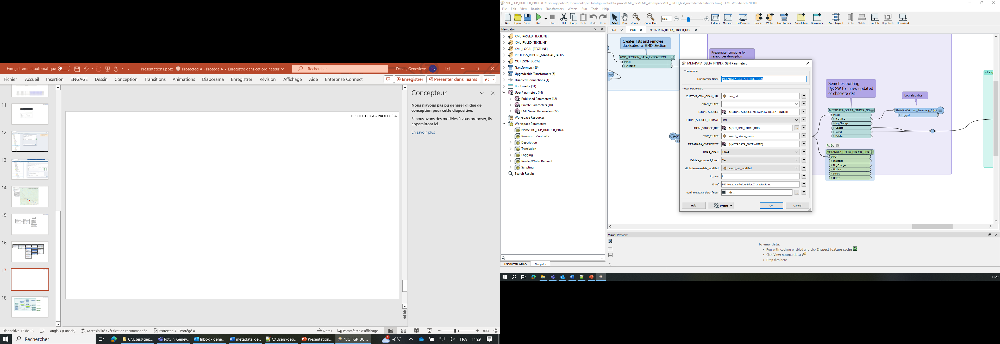 Enregistrement automatique
Présentation1.pptx
Protected A - Protégé A • Enregistré dans cet ordinateur
Rechercher
Potvin, Genevieve
PG
Fichier Accueil Insertion ENGAGE Dessin Conception Transitions Animations Diaporama Enregistrer Révision Affichage Aide Enterprise Connect
Enregistrer
Présenter dans Teams
11
12
13
14
15
16
17
18
PROTECTED A - PROTÉGÉ A
Concepteur
Nous n'avons pas pu générer d'idée de
conception pour cette diapositive.
Si nous avons des modèles à vous proposer, ils
apparaîtront ici.
En savoir plus
Diapositive 17 de 18 Anglais (Canada) Accessibilité : vérification recommandée Protected A - Protégé A
Notes Paramètres d'affichage 80%
Rechercher
C:\Users\gep...
Potvin, Genev...
Inbox - gene...
metadata_de...
C:\Users\gep...
Présentation...
*BC_FGP_BUI...
1
-8°C
FRA
11:29
*BC_FGP_BUILDER_PROD (C:\Users\gepotvin\Documents\GitHub\fgp-metadata-proxy\FME_files\FME_Workspaces\BC_PROD_test_metadatadeltafinder.fmw) - FME Workbench 2020.0
File Edit View Readers Transformers Writers Run Tools Help
68%
New Open Save Run Stop Cut Copy Paste Undo Redo Select Pan Zoom In Zoom Out Extents Maximize Full Screen Reader Writer Transformer Annotation Bookmark Auto-Layout Center Middle Publish Republish Download
Navigator
XML_PASSED [TEXTLINE]
XML_FAILED [TEXTLINE]
XML_LOCAL [TEXTLINE]
PROCESS_REPORT_MANUAL_TASKS
OUT_JSON_LOCAL
Transformers (86)
Upgradeable Transformers (5)
Disabled Connections (1)
Bookmarks (31)
User Parameters (44)
Published Parameters (12)
Private Parameters (10)
FME Server Parameters (22)
Workspace Resources
Workspace Parameters
Name: BC_FGP_BUILDER_PROD
Password: <not set>
Description
Translation
Logging
Reader/Writer Redirect
Scripting
Search Results
Transformer Gallery Navigator
Start Main METADATA_DELTA_FINDER_GEN
Creates lists and removes
duplicates for GMD_Section
GMD_SECTION_DATA_EXTRACTION
INPUT
OUTPUT
Pregenrate formating for
ressources description
METADATA_DELTA_FINDER_GEN Parameters
Transformer
Transformer Name: METADATA_DELTA_FINDER_GEN
User Parameters
CUSTOM_CSW_CKAN_URL: csw_url
CKAN_FILTER:
LOCAL_SOURCE: $(LOCAL_SOURCE_METADATA_DELTA_FINDER)
LOCAL_SOURCE_FORMAT: XML
LOCAL_SOURCE_DIR: $(OUT_XML_LOCAL_DIR) ...
CSW_FILTER: search_criteria_pycsw
METADATA_OVERWRITE: $(METADATA_OVERWRITE)
HNAP_CKAN: HNAP
Validate_pourcent_insert: Yes
attribute name date_modified: record_last_modified
id_new: id
id_ref: MD_Metadata.fileIdentifier.CharacterString
yaml_metadata_delta_finder: id: ... ...
Help Presets OK Cancel
Searches existing
PyCSW for new, updated
or obsolete dat
METADATA_DELTA_FINDER_NG
INPUT
Statistics
No_Change
Update
Insert
Delete
METADATA_DELTA_FINDER_GEN
INPUT
Statistics
No_Change
Update
Insert
Delete
Log statistics
StatisticsCal...tor_Summary_2
Logged
Lang
Visual Preview
To view data:
• Run with caching enabled and click Inspect feature cache
• Click View source data
• Drop files here
11:29